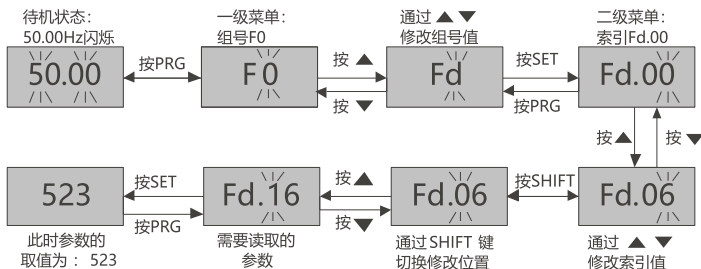 待机状态：
50.00Hz闪烁
一级菜单：
组号F0
通过 ▲ ▼
修改组号值
二级菜单：
索引Fd.00
50.00
按PRG
F0
按 ▲
按 ▼
Fd
按SET
按PRG
Fd.00
按 ▲
按 ▼
523
按SET
按PRG
Fd.16
按 ▲
按 ▼
Fd.06
按SHIFT
Fd.06
此时参数的
取值为 ：523
需要读取的
参数
通过 SHIFT 键
切换修改位置
通过 ▲ ▼
修改索引值